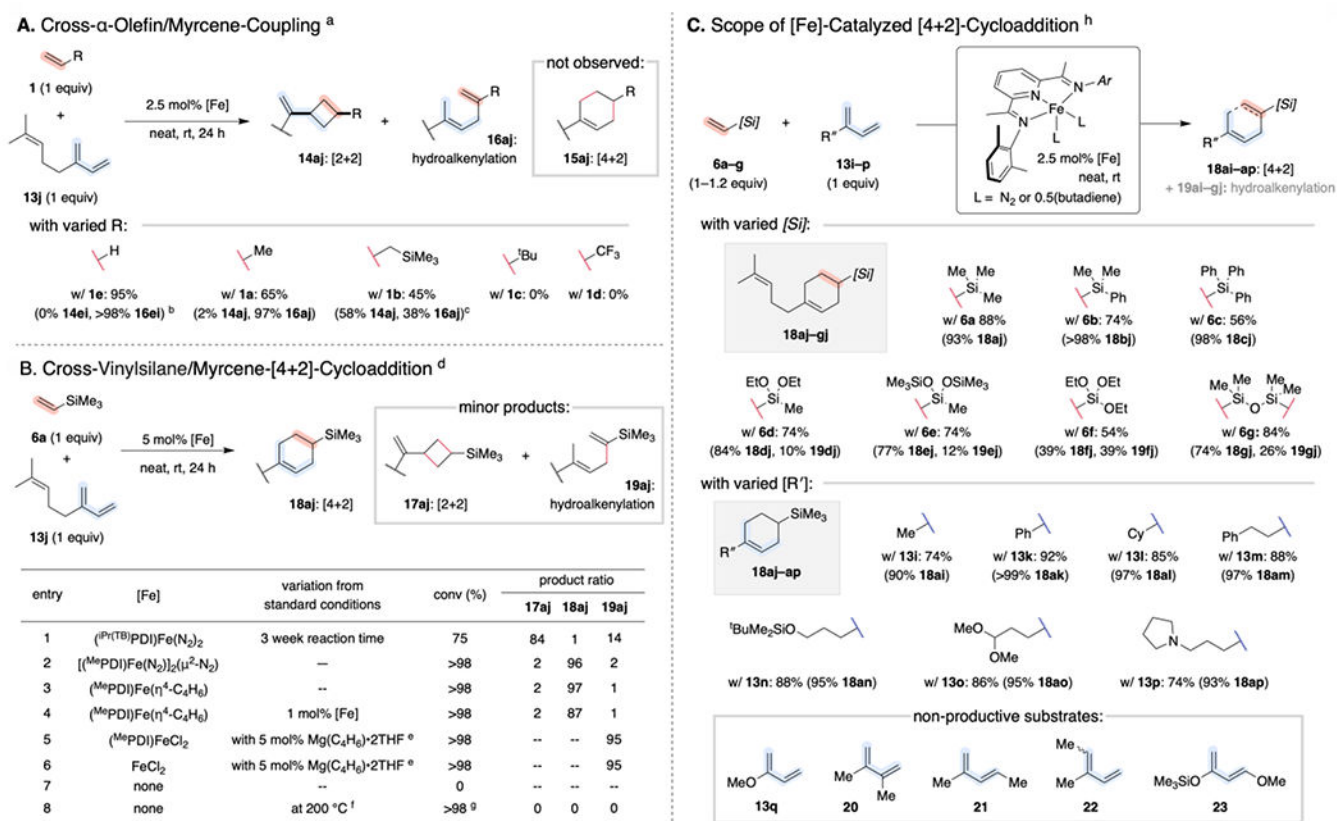 A. Cross-α-Olefin/Myrcene-Coupling a
R
1 (1 equiv)
+
13j (1 equiv)
2.5 mol% [Fe]
neat, rt, 24 h
R
14aj: [2+2]
+
R
16aj:
hydroalkenylation
not observed:
R
15aj: [4+2]
with varied R:
H
w/ 1e: 95%
(0% 14ei, >98% 16ei) b
Me
w/ 1a: 65%
(2% 14aj, 97% 16aj)
SiMe3
w/ 1b: 45%
(58% 14aj, 38% 16aj)c
tBu
w/ 1c: 0%
CF3
w/ 1d: 0%
B. Cross-Vinylsilane/Myrcene-[4+2]-Cycloaddition d
SiMe3
6a (1 equiv)
+
13j (1 equiv)
5 mol% [Fe]
neat, rt, 24 h
SiMe3
18aj: [4+2]
minor products:
SiMe3
17aj: [2+2]
+
SiMe3
19aj:
hydroalkenylation
entry [Fe] variation from standard conditions conv (%) product ratio
17aj 18aj 19aj
1 (iPr(TB)PDI)Fe(N2)2 3 week reaction time 75 84 1 14
2 [(MePDI)Fe(N2)]2(μ2-N2) -- >98 2 96 2
3 (MePDI)Fe(η4-C4H6) -- >98 2 97 1
4 (MePDI)Fe(η4-C4H6) 1 mol% [Fe] >98 2 87 1
5 (MePDI)FeCl2 with 5 mol% Mg(C4H6)•2THF e >98 -- -- 95
6 FeCl2 with 5 mol% Mg(C4H6)•2THF e >98 -- -- 95
7 none -- 0 -- -- --
8 none at 200 °C f >98 g 0 0 0
C. Scope of [Fe]-Catalyzed [4+2]-Cycloaddition h
[Si]
6a–g
(1–1.2 equiv)
+
R″
13i–p
(1 equiv)
N
N
Ar
Fe
N
L
L
2.5 mol% [Fe]
neat, rt
L = N2 or 0.5(butadiene)
[Si]
R″
18ai–ap: [4+2]
+ 19ai–gj: hydroalkenylation
with varied [Si]:
[Si]
18aj–gj
Me Me
Si
Me
w/ 6a 88%
(93% 18aj)
Me Me
Si
Ph
w/ 6b: 74%
(>98% 18bj)
Ph Ph
Si
Ph
w/ 6c: 56%
(98% 18cj)
EtO OEt
Si
Me
w/ 6d: 74%
(84% 18dj, 10% 19dj)
Me3SiO OSiMe3
Si
Me
w/ 6e: 74%
(77% 18ej, 12% 19ej)
EtO OEt
Si
OEt
w/ 6f: 54%
(39% 18fj, 39% 19fj)
Me Me Me Me
Si O Si
w/ 6g: 84%
(74% 18gj, 26% 19gj)
with varied [R′]:
SiMe3
R″
18aj–ap
Me
w/ 13i: 74%
(90% 18ai)
Ph
w/ 13k: 92%
(>99% 18ak)
Cy
w/ 13l: 85%
(97% 18al)
Ph
w/ 13m: 88%
(97% 18am)
tBuMe2SiO
w/ 13n: 88% (95% 18an)
MeO
OMe
w/ 13o: 86% (95% 18ao)
N
w/ 13p: 74% (93% 18ap)
non-productive substrates:
MeO
13q
Me
Me
20
Me
Me
21
Me
Me
22
Me3SiO
OMe
23